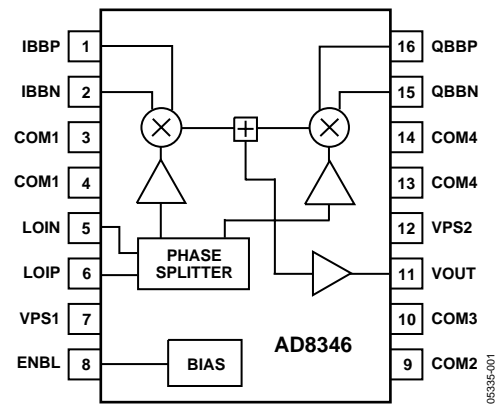 IBBP 1
IBBN 2
COM1 3
COM1 4
LOIN 5
LOIP 6
VPS1 7
ENBL 8
PHASE
SPLITTER
BIAS
AD8346
16 QBBP
15 QBBN
14 COM4
13 COM4
12 VPS2
11 VOUT
10 COM3
9 COM2
05335-001